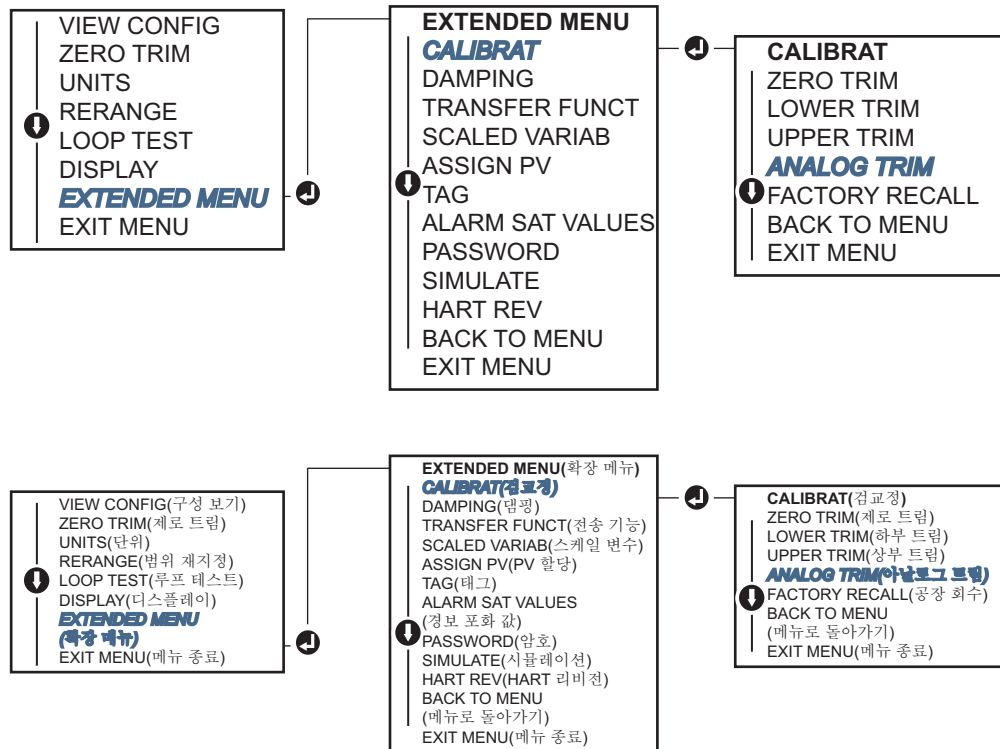 VIEW CONFIG
ZERO TRIM
UNITS
RERANGE
LOOP TEST
DISPLAY
EXTENDED MENU
EXIT MENU
EXTENDED MENU
CALIBRAT
DAMPING
TRANSFER FUNCT
SCALED VARIAB
ASSIGN PV
TAG
ALARM SAT VALUES
PASSWORD
SIMULATE
HART REV
BACK TO MENU
EXIT MENU
CALIBRAT
ZERO TRIM
LOWER TRIM
UPPER TRIM
ANALOG TRIM
FACTORY RECALL
BACK TO MENU
EXIT MENU
VIEW CONFIG(구성 보기)
ZERO TRIM(제로 트림)
UNITS(단위)
RERANGE(범위 재지정)
LOOP TEST(루프 테스트)
DISPLAY(디스플레이)
EXTENDED MENU
(확장 메뉴)
EXIT MENU(메뉴 종료)
EXTENDED MENU(확장 메뉴)
CALIBRAT(검교정)
DAMPING(댐핑)
TRANSFER FUNCT(전송 기능)
SCALED VARIAB(스케일 변수)
ASSIGN PV(PV 할당)
TAG(태그)
ALARM SAT VALUES
(경보 포화 값)
PASSWORD(암호)
SIMULATE(시뮬레이션)
HART REV(HART 리비전)
BACK TO MENU
(메뉴로 돌아가기)
EXIT MENU(메뉴 종료)
CALIBRAT(검교정)
ZERO TRIM(제로 트림)
LOWER TRIM(하부 트림)
UPPER TRIM(상부 트림)
ANALOG TRIM(아날로그 트림)
FACTORY RECALL(공장 회수)
BACK TO MENU
(메뉴로 돌아가기)
EXIT MENU(메뉴 종료)